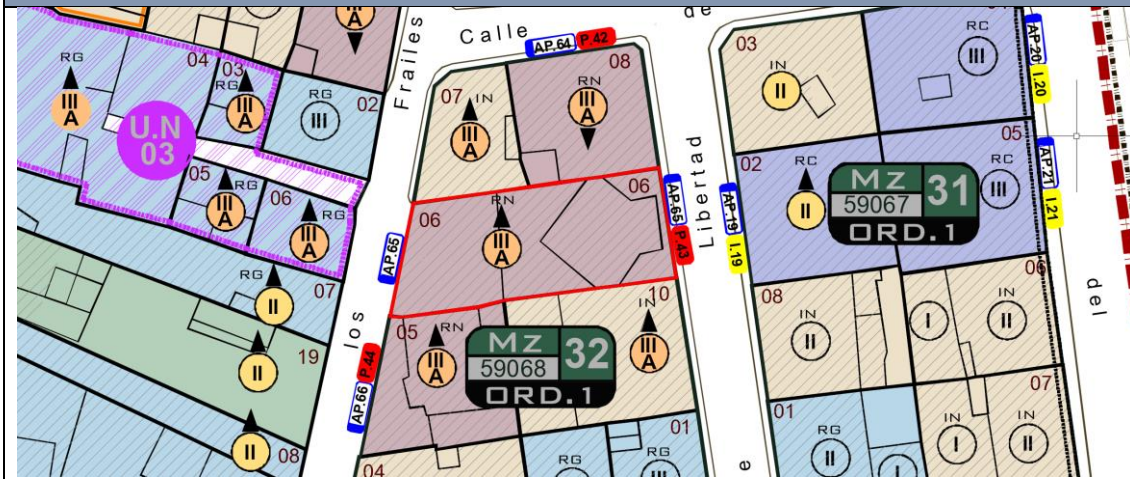 Calle
de
AP.64 P.42
Frailes
los
Libertad
e
del
RG
III
A
04
03
RG
III
A
02
RG
III
U.N
03
05
RG
III
A
06
RG
III
A
07
RG
II
19
II
08
II
III
A
07
IN
III
A
08
RN
III
A
06
06
RN
III
A
AP.65
AP.65
P.43
05
RN
III
A
10
IN
III
A
Mz
59068
32
ORD.1
AP.66 P.44
04
RG
01
RG
III
03
IN
II
RC
III
AP.20 I.20
02
RC
II
05
RC
III
AP.21
I.21
AP.19 I.19
Mz
59067
31
ORD.1
08
IN
II
I
06
IN
II
01
RG
II
I
07
IN
I
IN
II